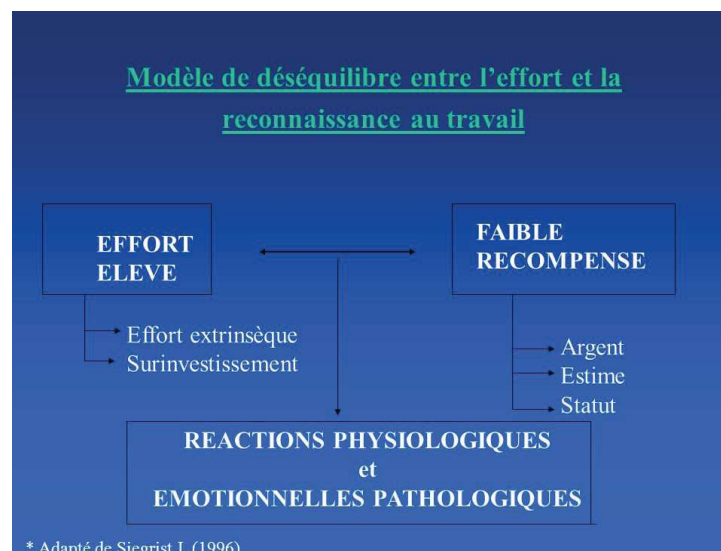 Modèle de déséquilibre entre l'effort et la
reconnaissance au travail
EFFORT
ELEVE
FAIBLE
RECOMPENSE
Effort extrinsèque
Surinvestissement
Argent
Estime
Statut
REACTIONS PHYSIOLOGIQUES
et
EMOTIONNELLES PATHOLOGIQUES
* Adapté de Siegrist J. (1996)